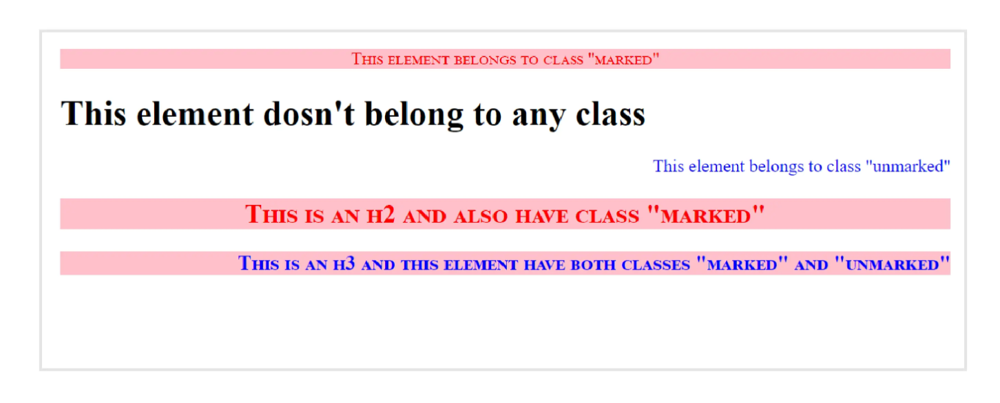 This element belongs to class "marked"
This element dosn't belong to any class
This element belongs to class "unmarked"
This is an h2 and also have class "marked"
This is an h3 and this element have both classes "marked" and "unmarked"